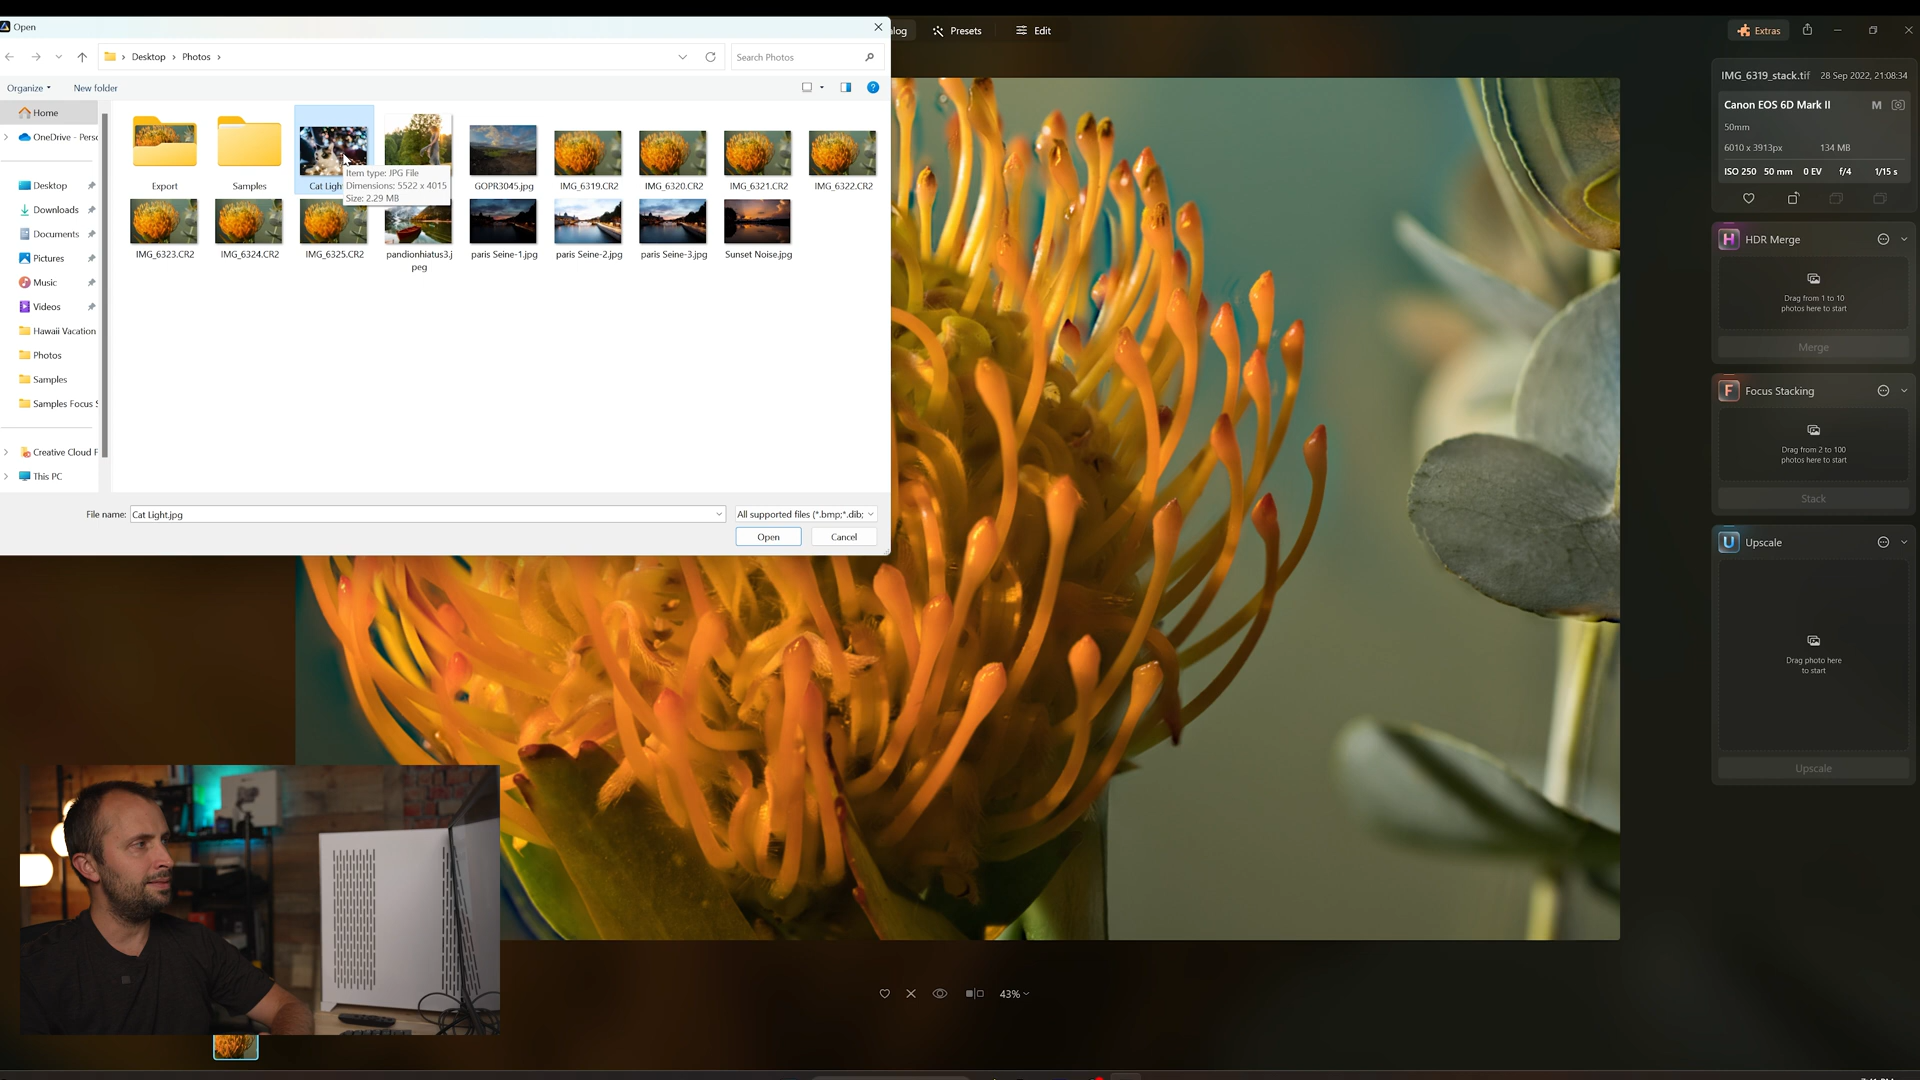 Open
Desktop > Photos >
Search Photos
Organize
New folder
Home
OneDrive - Perso
Desktop
Downloads
Documents
Pictures
Music
Videos
Hawaii Vacation
Photos
Samples
Samples Focus S
Creative Cloud F
This PC
Export
Samples
Cat Ligh
Item type: JPG File
Dimensions: 5522 x 4015
Size: 2.29 MB
GOPR3045.jpg
IMG_6319.CR2
IMG_6320.CR2
IMG_6321.CR2
IMG_6322.CR2
IMG_6323.CR2
IMG_6324.CR2
IMG_6325.CR2
pandionhiatus3.j
peg
paris Seine-1.jpg
paris Seine-2.jpg
paris Seine-3.jpg
Sunset Noise.jpg
File name:
Cat Light.jpg
All supported files (*.bmp;*.dib;
Open
Cancel
log
Presets
Edit
Extras
IMG_6319_stack.tif
28 Sep 2022, 21:08:34
Canon EOS 6D Mark II
M
50mm
6010 x 3913px
134 MB
ISO 250
50 mm
0 EV
f/4
1/15 s
H
HDR Merge
Drag from 1 to 10
photos here to start
Merge
F
Focus Stacking
Drag from 2 to 100
photos here to start
Stack
U
Upscale
Drag photo here
to start
Upscale
43%